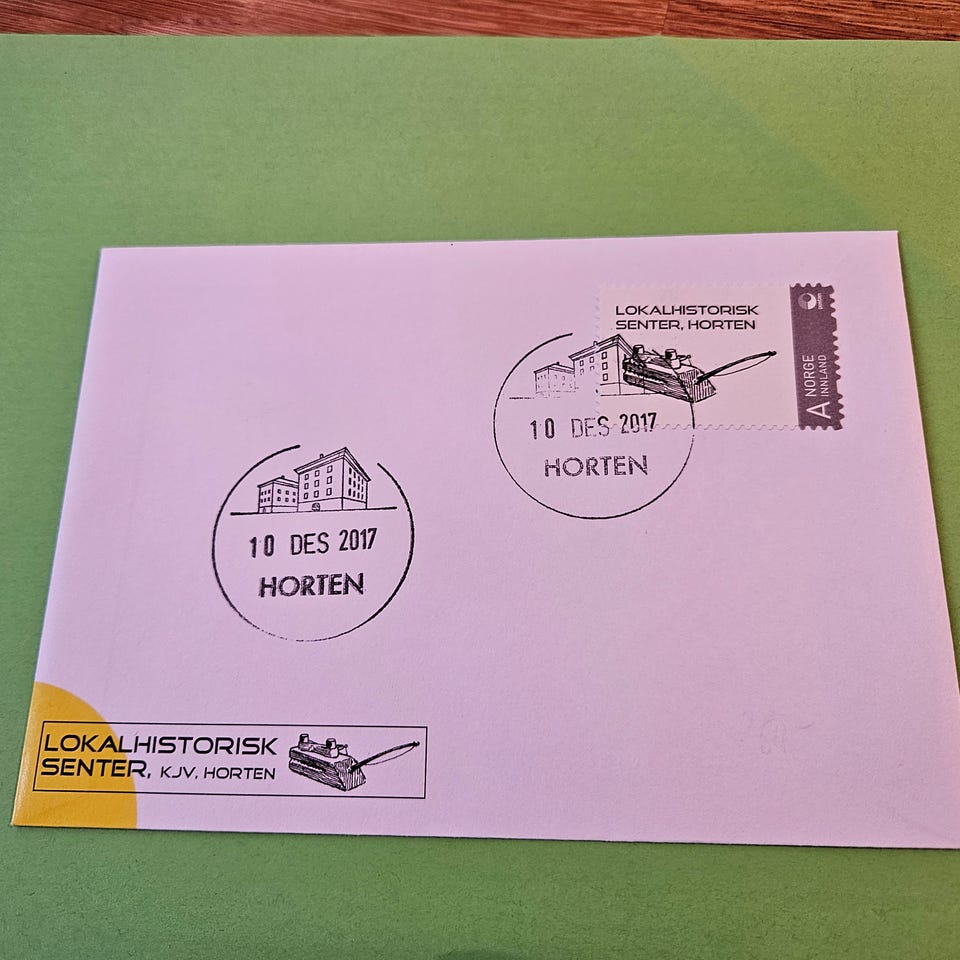 LOKALHISTORISK
SENTER, HORTEN
A NORGE
INNLAND
10 DES 2017
HORTEN
10 DES 2017
HORTEN
LOKALHISTORISK
SENTER, KJV, HORTEN